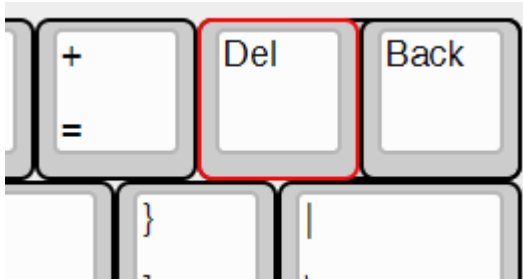 + Del Back
=
} |